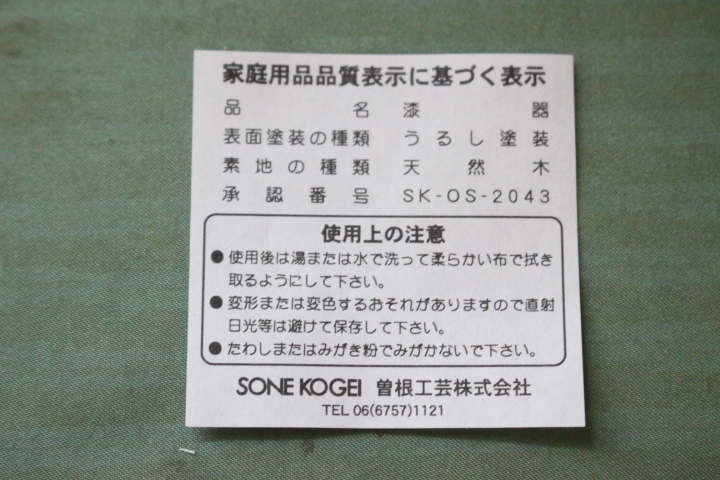 家庭用品品質表示に基づく表示
品名 漆器
表面塗装の種類 うるし塗装
素地の種類 天然木
承認番号 SK-OS-2043
使用上の注意
●使用後は湯または水で洗って柔らかい布で拭き
取るようにして下さい。
●変形または変色するおそれがありますので直射
日光等は避けて保存して下さい。
●たわしまたはみがき粉でみがかないで下さい。
SONE KOGEI 曽根工芸株式会社
TEL 06(6757)1121